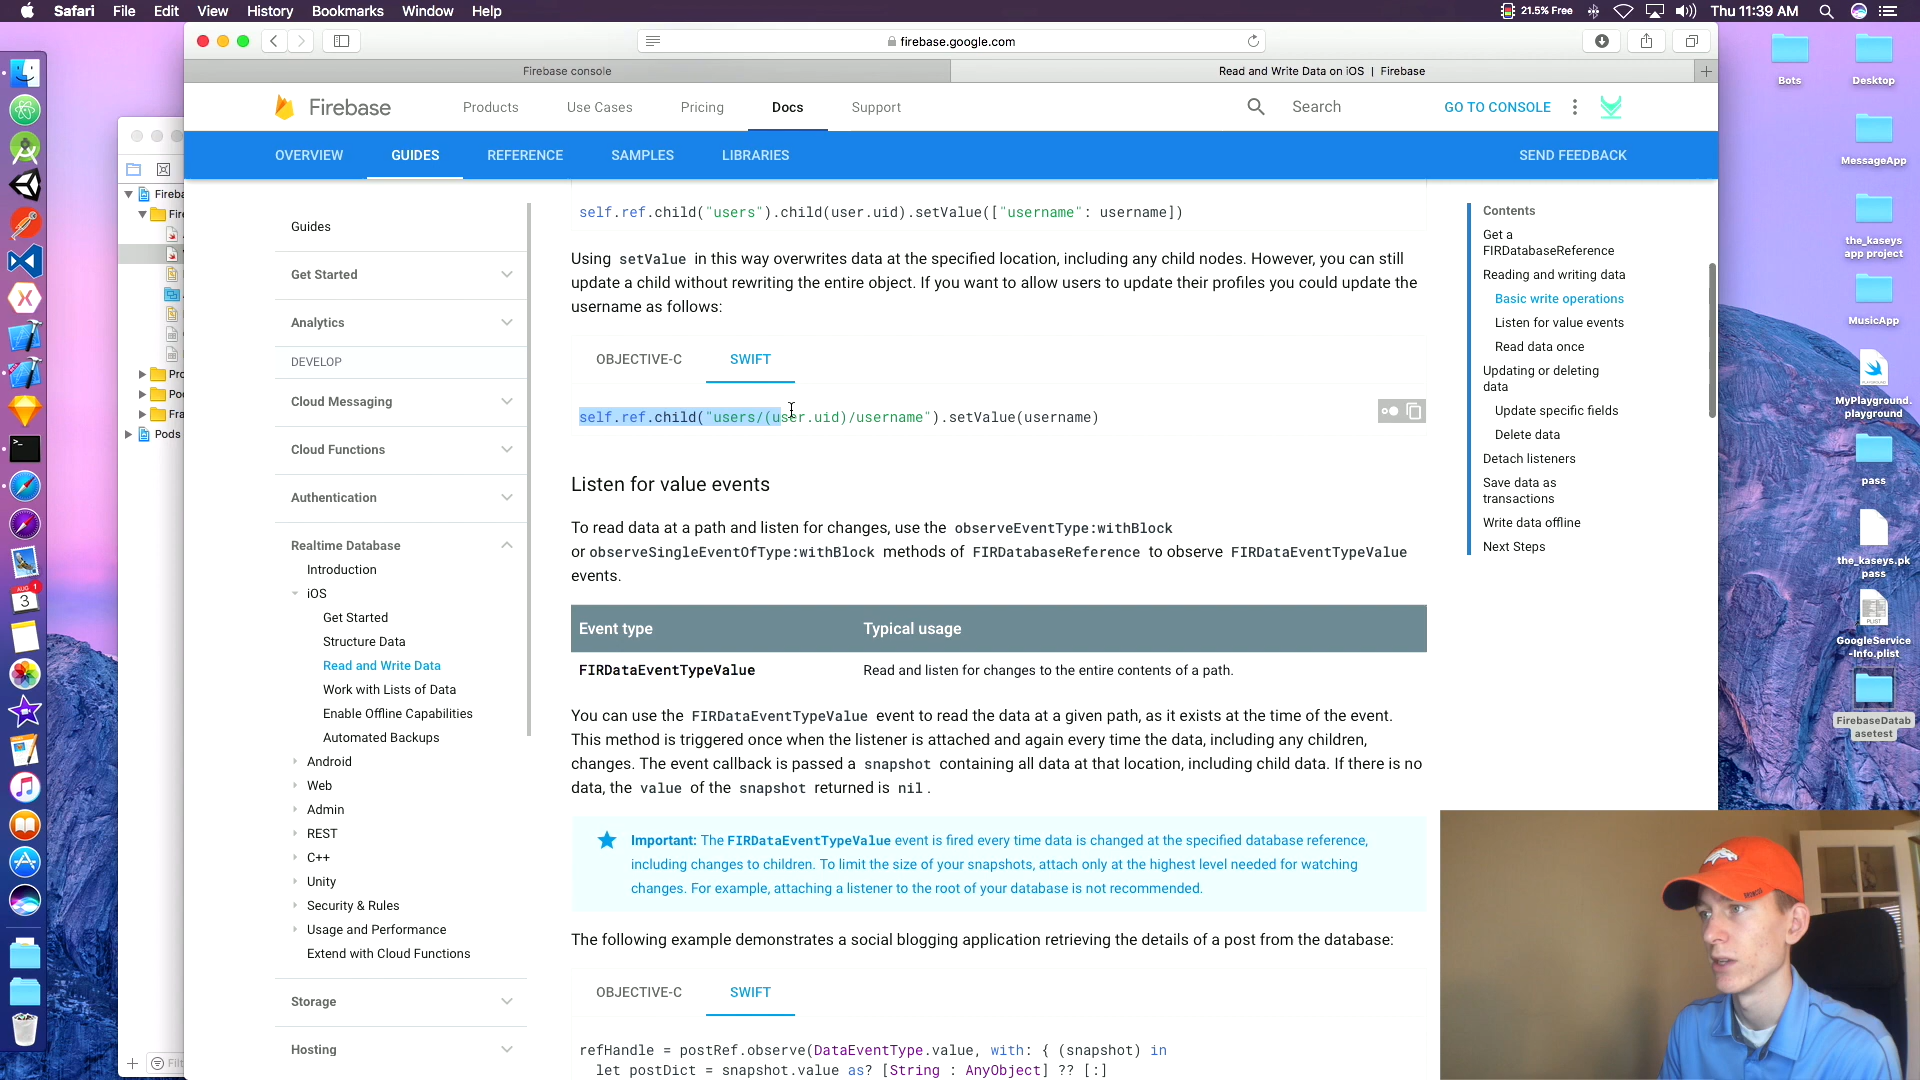 Safari File Edit View History Bookmarks Window Help
21.5% Free Thu 11:39 AM
firebase.google.com
Firebase console
Read and Write Data on iOS | Firebase
Firebase Products Use Cases Pricing Docs Support Search GO TO CONSOLE
OVERVIEW GUIDES REFERENCE SAMPLES LIBRARIES SEND FEEDBACK
Guides
Get Started
Analytics
DEVELOP
Cloud Messaging
Cloud Functions
Authentication
Realtime Database
Introduction
iOS
Get Started
Structure Data
Read and Write Data
Work with Lists of Data
Enable Offline Capabilities
Automated Backups
Android
Web
Admin
REST
C++
Unity
Security & Rules
Usage and Performance
Extend with Cloud Functions
Storage
Hosting
self.ref.child("users").child(user.uid).setValue(["username": username])
Using setValue in this way overwrites data at the specified location, including any child nodes. However, you can still
update a child without rewriting the entire object. If you want to allow users to update their profiles you could update the
username as follows:
OBJECTIVE-C SWIFT
self.ref.child("users/(user.uid)/username").setValue(username)
Listen for value events
To read data at a path and listen for changes, use the observeEventType:withBlock
or observeSingleEventOfType:withBlock methods of FIRDatabaseReference to observe FIRDataEventTypeValue
events.
Event type Typical usage
FIRDataEventTypeValue Read and listen for changes to the entire contents of a path.
You can use the FIRDataEventTypeValue event to read the data at a given path, as it exists at the time of the event.
This method is triggered once when the listener is attached and again every time the data, including any children,
changes. The event callback is passed a snapshot containing all data at that location, including child data. If there is no
data, the value of the snapshot returned is nil .
Important: The FIRDataEventTypeValue event is fired every time data is changed at the specified database reference,
including changes to children. To limit the size of your snapshots, attach only at the highest level needed for watching
changes. For example, attaching a listener to the root of your database is not recommended.
The following example demonstrates a social blogging application retrieving the details of a post from the database:
OBJECTIVE-C SWIFT
refHandle = postRef.observe(DataEventType.value, with: { (snapshot) in
let postDict = snapshot.value as? [String : AnyObject] ?? [:]
Contents
Get a
FIRDatabaseReference
Reading and writing data
Basic write operations
Listen for value events
Read data once
Updating or deleting
data
Update specific fields
Delete data
Detach listeners
Save data as
transactions
Write data offline
Next Steps
Bots
Desktop
MessageApp
the_kaseys
app project
MusicApp
MyPlayground.
playground
pass
the_kaseys.pk
pass
PLIST
GoogleService
-Info.plist
FirebaseDatab
asetest
Fireba
Fire
Pro
Poc
Fra
Pods
AUG
3
1
Filt